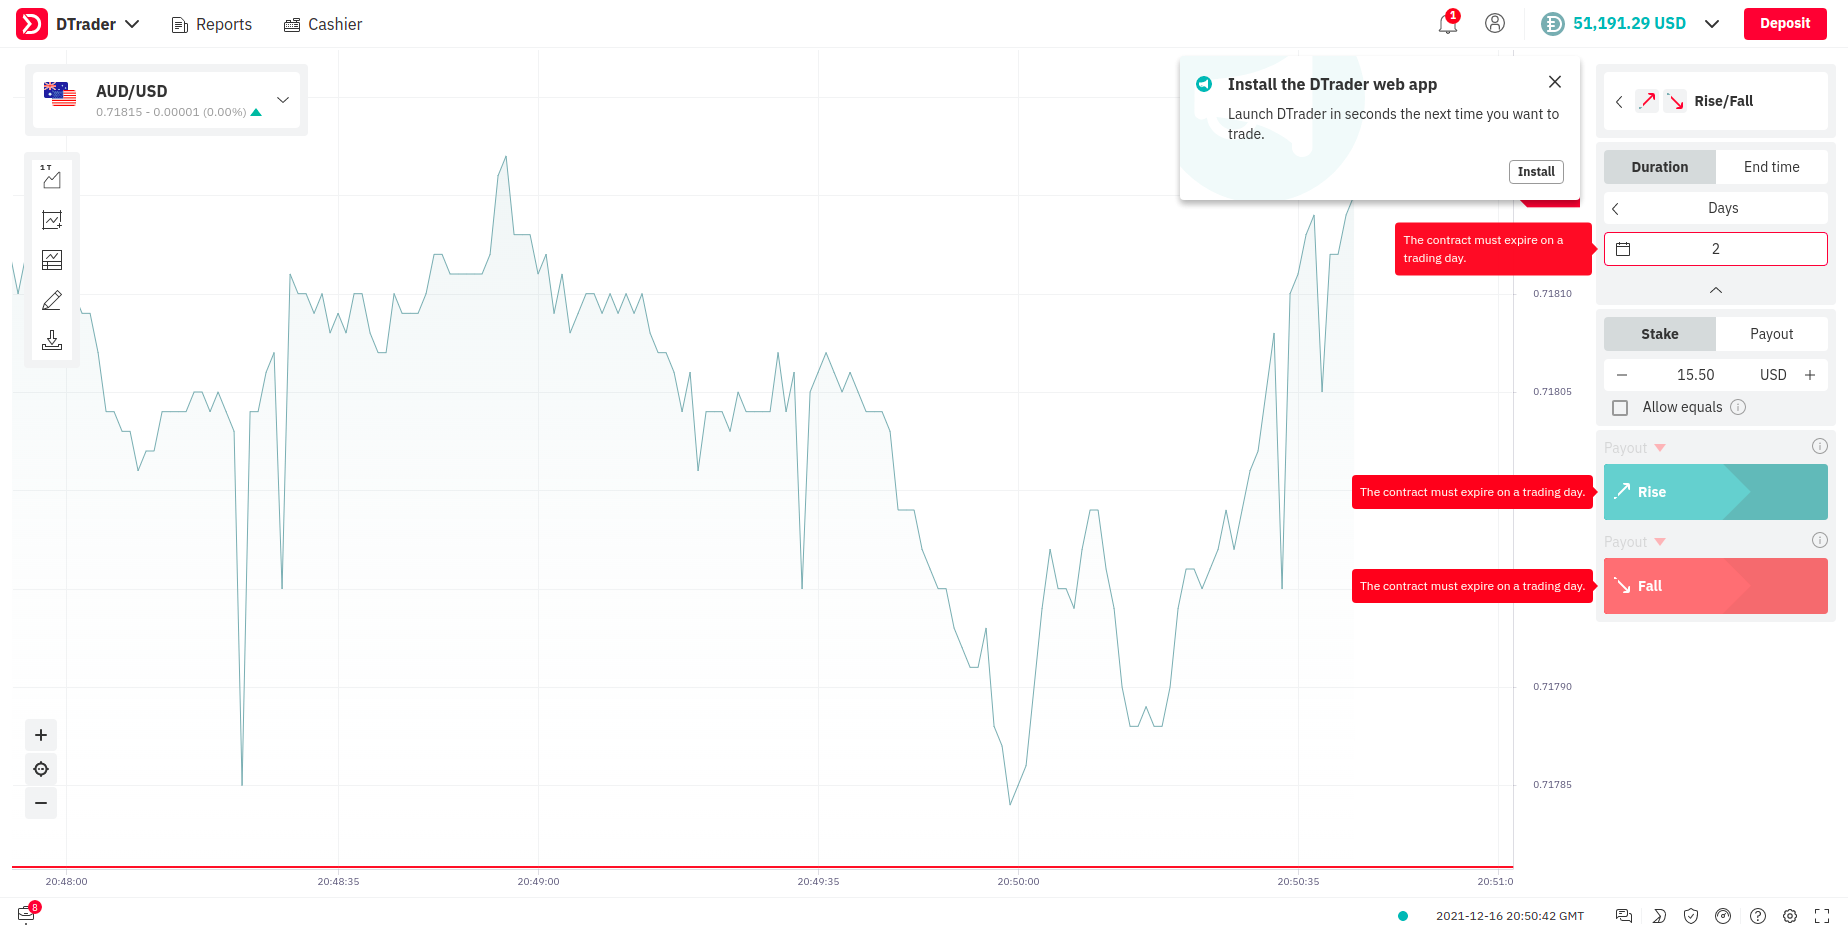 DTrader
Reports
Cashier
1
51,191.29 USD
Deposit
AUD/USD
0.71815 - 0.00001 (0.00%)
1T
Install the DTrader web app
Launch DTrader in seconds the next time you want to
trade.
Install
Rise/Fall
Duration
End time
Days
2
The contract must expire on a
trading day.
Stake
Payout
15.50
USD
Allow equals
Payout
The contract must expire on a trading day.
Rise
Payout
The contract must expire on a trading day.
Fall
0.71810
0.71805
0.71790
0.71785
20:48:00
20:48:35
20:49:00
20:49:35
20:50:00
20:50:35
20:51:0
8
2021-12-16 20:50:42 GMT